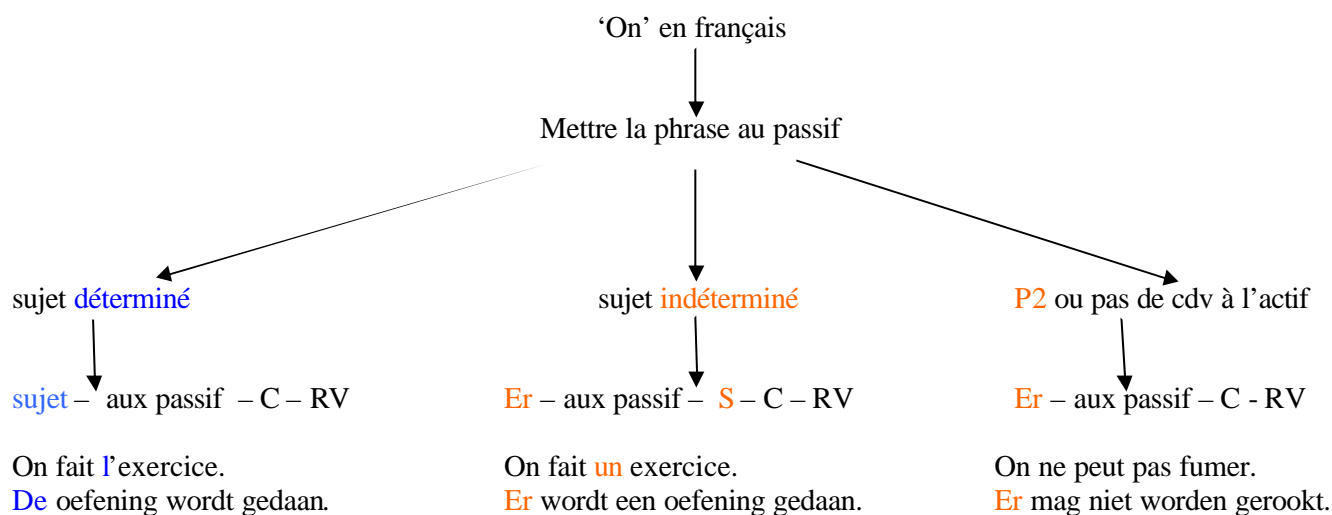 ‘On’ en français
Mettre la phrase au passif
sujet déterminé
sujet indéterminé
P2 ou pas de cdv à l’actif
sujet – aux passif – C – RV
Er – aux passif – S – C – RV
Er – aux passif – C - RV
On fait l’exercice.
De oefening wordt gedaan.
On fait un exercice.
Er wordt een oefening gedaan.
On ne peut pas fumer.
Er mag niet worden gerookt.